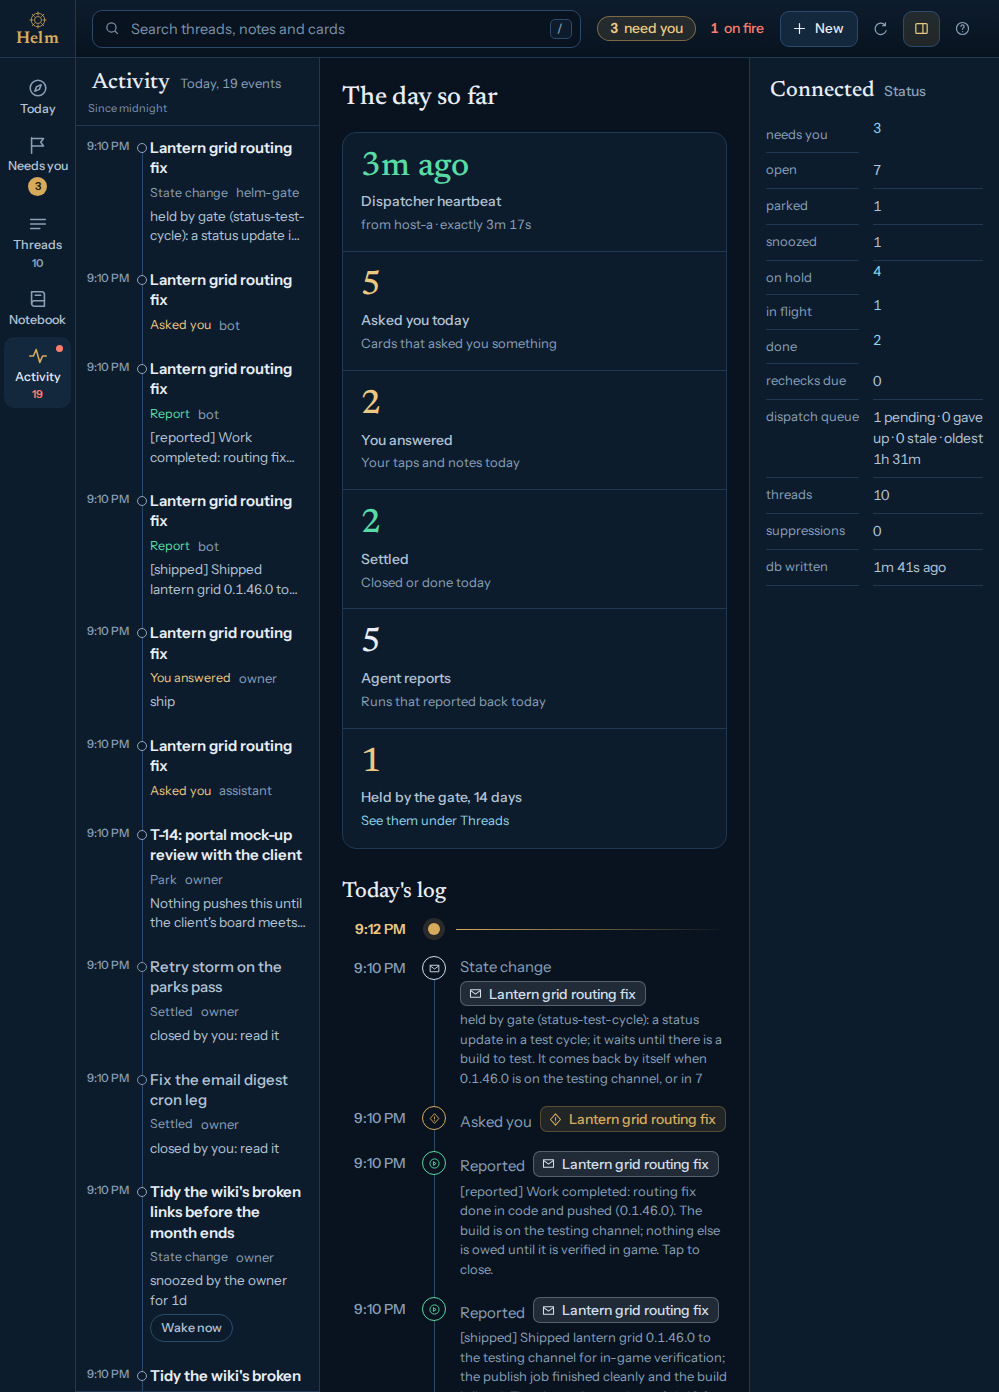 Helm
Search threads, notes and cards
/
3 need you
1 on fire
New
Today
Needs you
3
Threads
10
Notebook
Activity
19
Activity Today, 19 events
Since midnight
9:10 PM Lantern grid routing
fix
State change helm-gate
held by gate (status-test-
cycle): a status update i...
9:10 PM Lantern grid routing
fix
Asked you bot
9:10 PM Lantern grid routing
fix
Report bot
[reported] Work
completed: routing fix...
9:10 PM Lantern grid routing
fix
Report bot
[shipped] Shipped
lantern grid 0.1.46.0 to...
9:10 PM Lantern grid routing
fix
You answered owner
ship
9:10 PM Lantern grid routing
fix
Asked you assistant
9:10 PM T-14: portal mock-up
review with the client
Park owner
Nothing pushes this until
the client's board meets...
9:10 PM Retry storm on the
parks pass
Settled owner
closed by you: read it
9:10 PM Fix the email digest
cron leg
Settled owner
closed by you: read it
9:10 PM Tidy the wiki's broken
links before the
month ends
State change owner
snoozed by the owner
for 1d
Wake now
9:10 PM Tidy the wiki's broken
The day so far
3m ago
Dispatcher heartbeat
from host-a · exactly 3m 17s
5
Asked you today
Cards that asked you something
2
You answered
Your taps and notes today
2
Settled
Closed or done today
5
Agent reports
Runs that reported back today
1
Held by the gate, 14 days
See them under Threads
Today's log
9:12 PM
9:10 PM State change
Lantern grid routing fix
held by gate (status-test-cycle): a status
update in a test cycle; it waits until there is a
build to test. It comes back by itself when
0.1.46.0 is on the testing channel, or in 7
9:10 PM Asked you Lantern grid routing fix
9:10 PM Reported Lantern grid routing fix
[reported] Work completed: routing fix
done in code and pushed (0.1.46.0). The
build is on the testing channel; nothing else
is owed until it is verified in game. Tap to
close.
9:10 PM Reported Lantern grid routing fix
[shipped] Shipped lantern grid 0.1.46.0 to
the testing channel for in-game verification;
the publish job finished cleanly and the build
Connected Status
needs you 3
open 7
parked 1
snoozed 1
on hold 4
in flight 1
done 2
rechecks due 0
dispatch queue 1 pending · 0 gave
up · 0 stale · oldest
1h 31m
threads 10
suppressions 0
db written 1m 41s ago